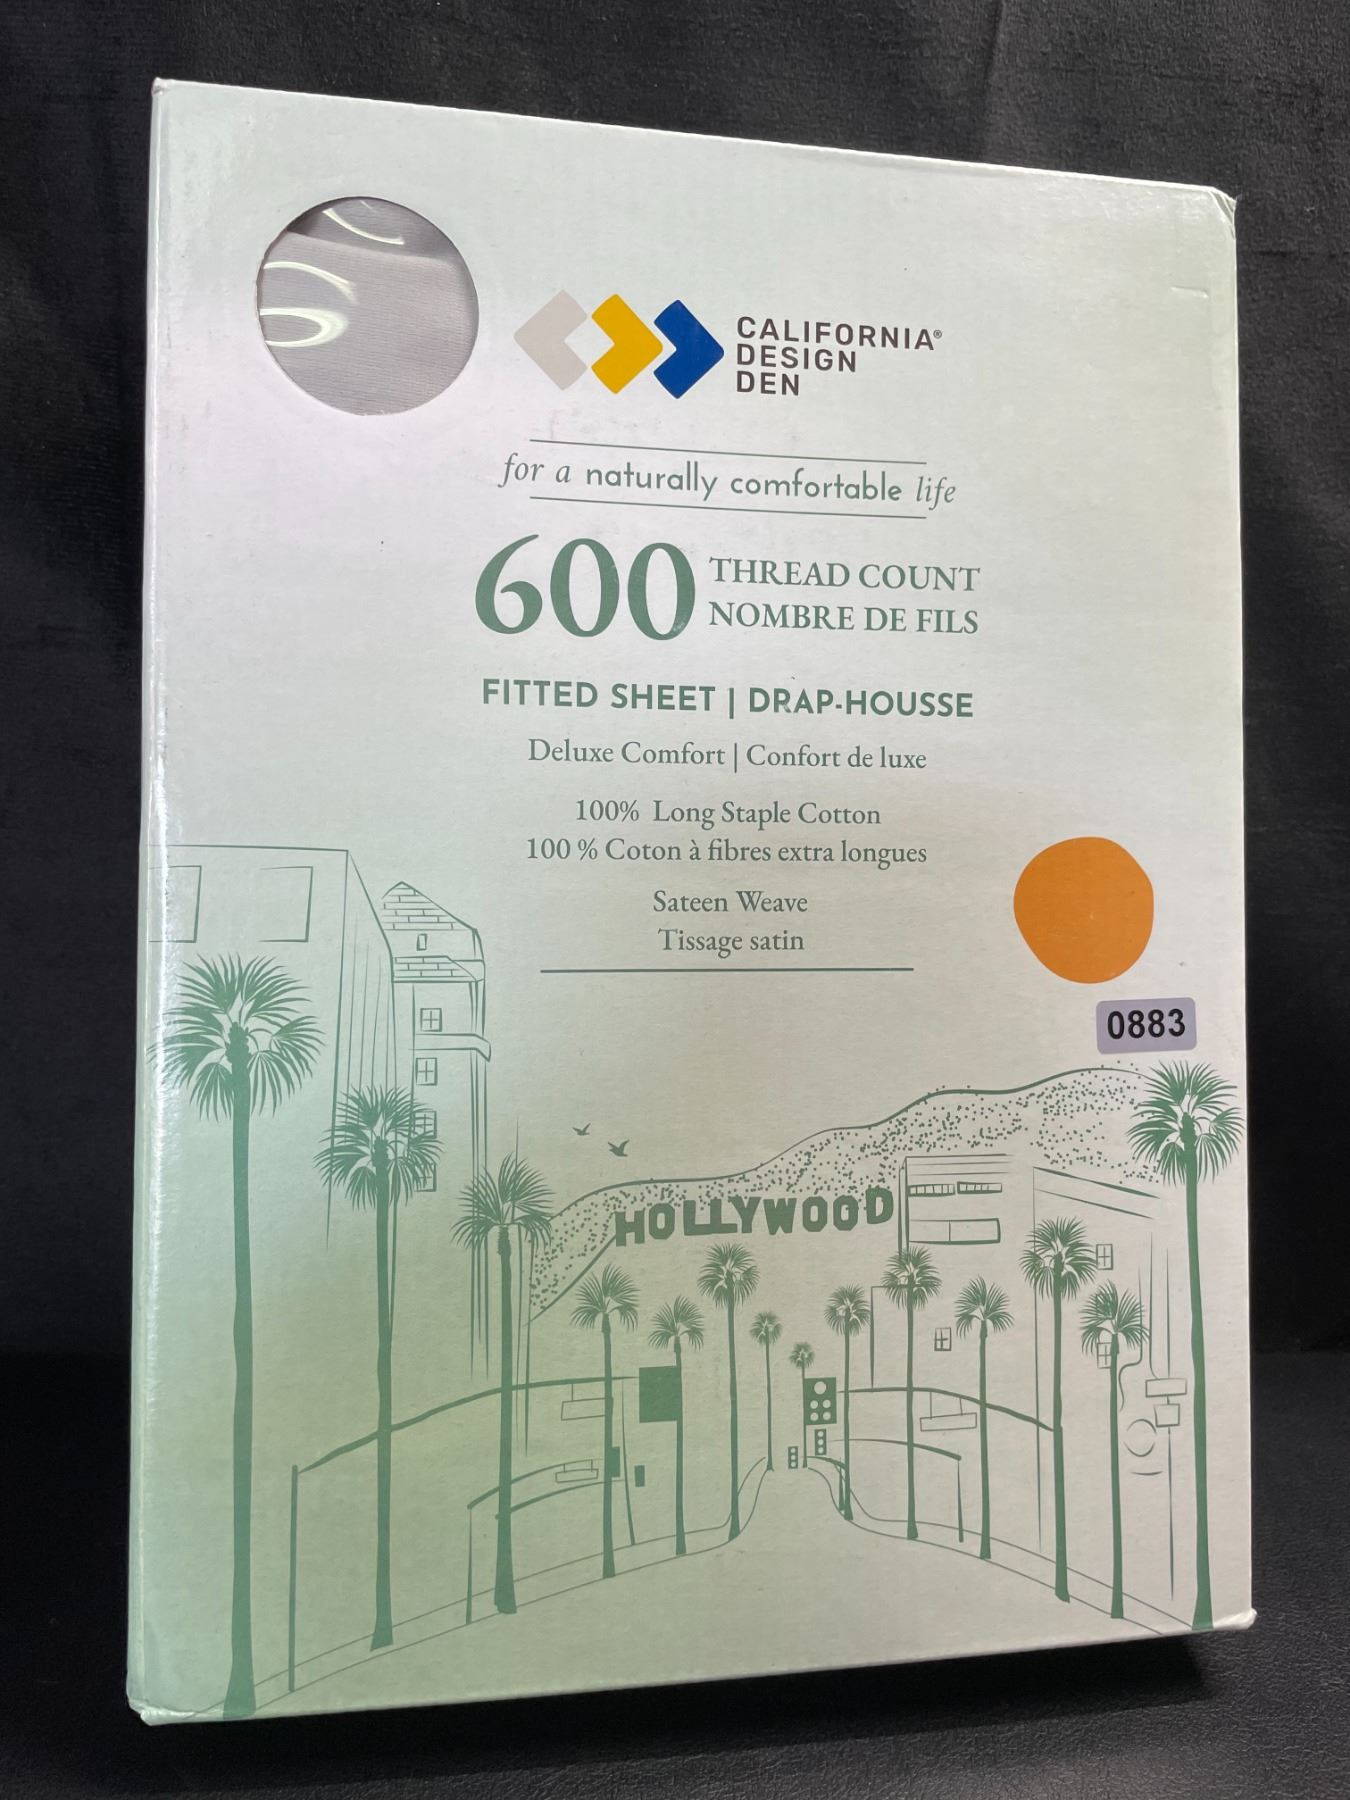 CALIFORNIA®
DESIGN
DEN
for a naturally comfortable life
600 THREAD COUNT
NOMBRE DE FILS
FITTED SHEET | DRAP-HOUSSE
Deluxe Comfort | Confort de luxe
100% Long Staple Cotton
100 % Coton à fibres extra longues
Sateen Weave
Tissage satin
0883
HOLLYWOOD